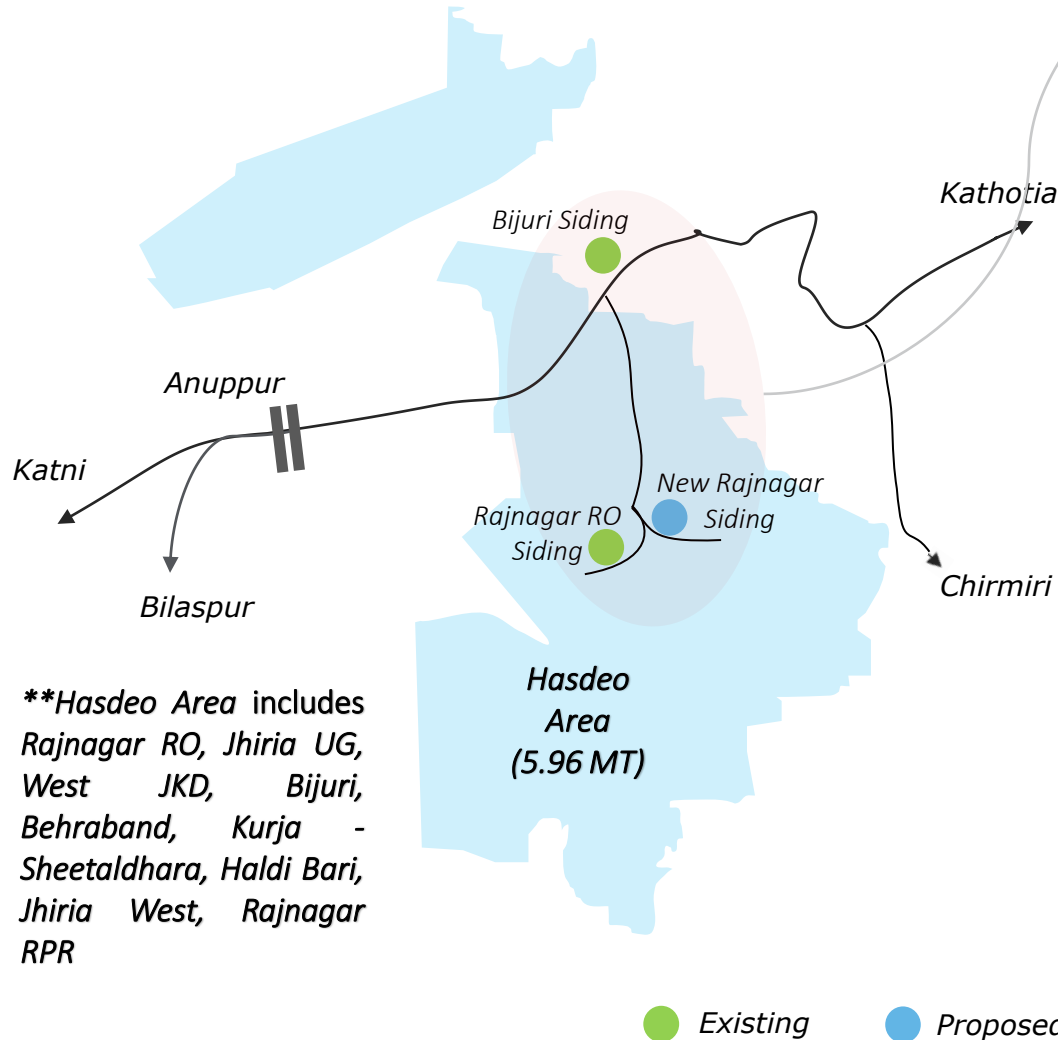 Kathotia
Bijuri Siding
Anuppur
Katni
New Rajnagar
Siding
Rajnagar RO
Siding
Chirmiri
Bilaspur
Hasdeo
Area
(5.96 MT)
**Hasdeo Area includes
Rajnagar RO, Jhiria UG,
West JKD, Bijuri,
Behraband, Kurja -
Sheetaldhara, Haldi Bari,
Jhiria West, Rajnagar
RPR
Existing
Proposed